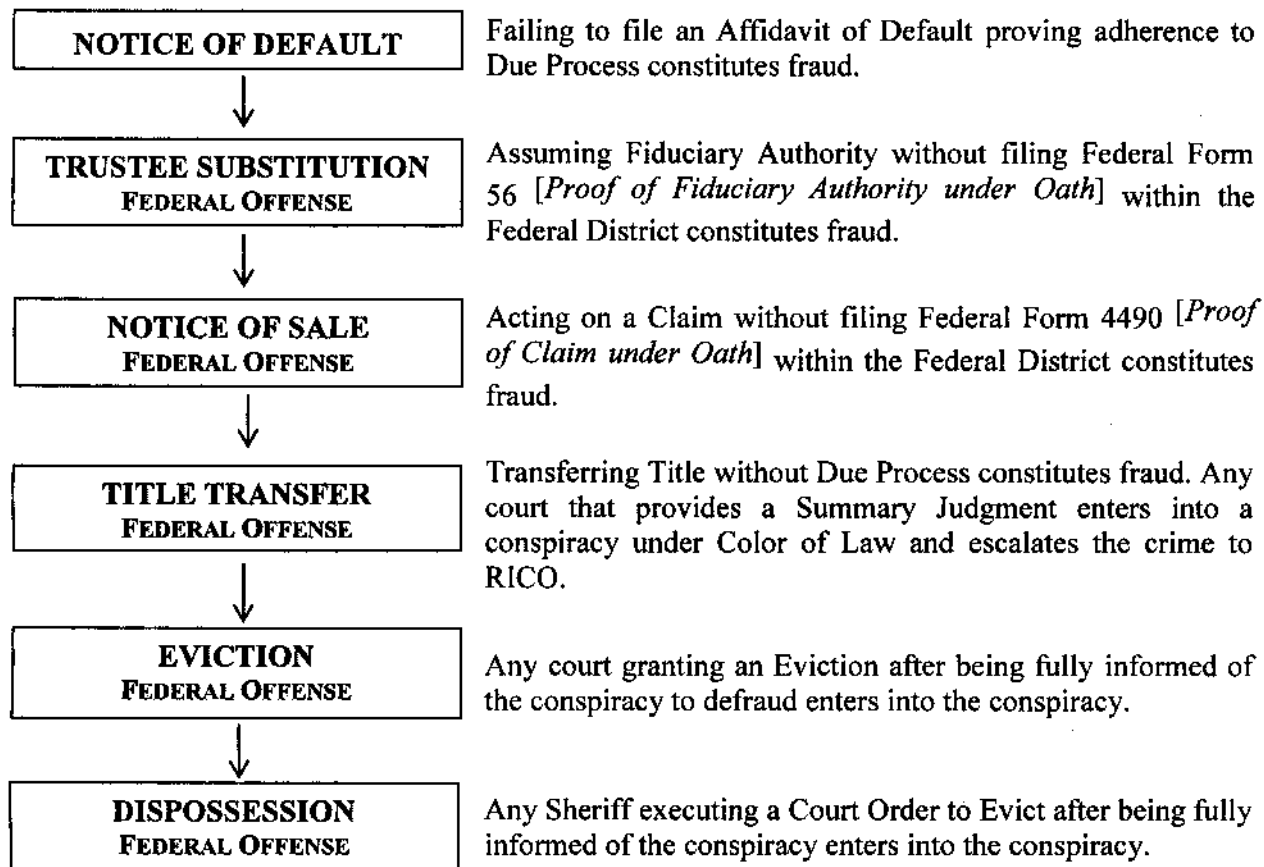 NOTICE OF DEFAULT
Failing to file an Affidavit of Default proving adherence to
Due Process constitutes fraud.
TRUSTEE SUBSTITUTION
FEDERAL OFFENSE
Assuming Fiduciary Authority without filing Federal Form
56 [Proof of Fiduciary Authority under Oath] within the
Federal District constitutes fraud.
NOTICE OF SALE
FEDERAL OFFENSE
Acting on a Claim without filing Federal Form 4490 [Proof
of Claim under Oath] within the Federal District constitutes
fraud.
TITLE TRANSFER
FEDERAL OFFENSE
Transferring Title without Due Process constitutes fraud. Any
court that provides a Summary Judgment enters into a
conspiracy under Color of Law and escalates the crime to
RICO.
EVICTION
FEDERAL OFFENSE
Any court granting an Eviction after being fully informed of
the conspiracy to defraud enters into the conspiracy.
DISPOSSESSION
FEDERAL OFFENSE
Any Sheriff executing a Court Order to Evict after being fully
informed of the conspiracy enters into the conspiracy.